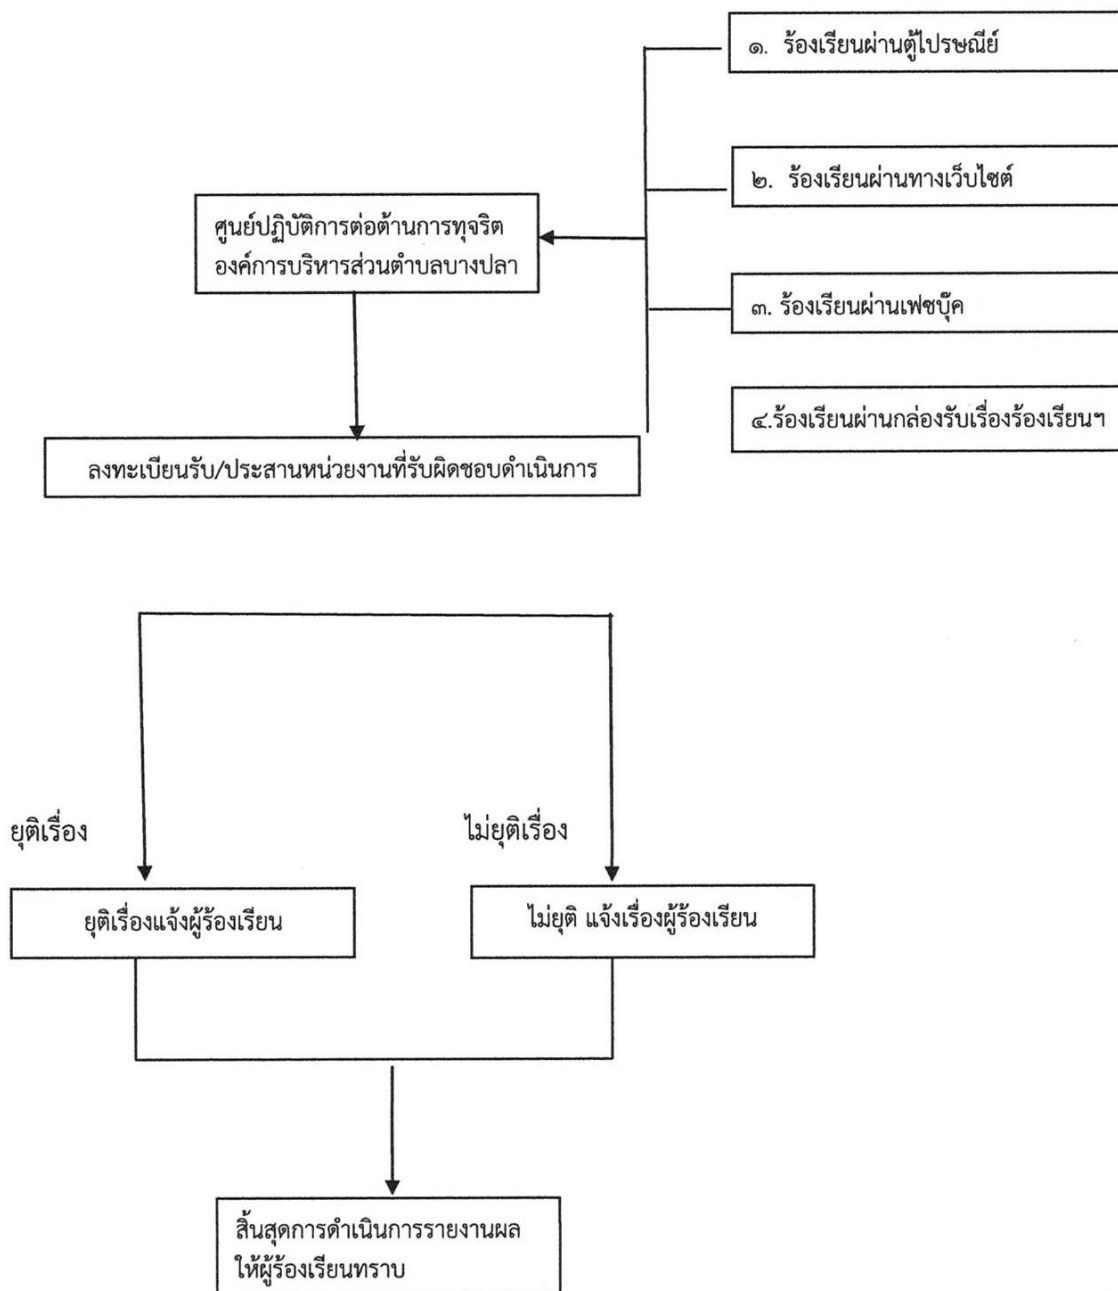 ๑. ร้องเรียนผ่านตู้ไปรษณีย์
๒. ร้องเรียนผ่านทางเว็บไซต์
ศูนย์ปฏิบัติการต่อต้านการทุจริต
องค์การบริหารส่วนตำบลบางปลา
๓. ร้องเรียนผ่านเฟซบุ๊ค
๔.ร้องเรียนผ่านกล่องรับเรื่องร้องเรียนฯ
ลงทะเบียนรับ/ประสานหน่วยงานที่รับผิดชอบดำเนินการ
ยุติเรื่อง
ไม่ยุติเรื่อง
ยุติเรื่องแจ้งผู้ร้องเรียน
ไม่ยุติ แจ้งเรื่องผู้ร้องเรียน
สิ้นสุดการดำเนินการรายงานผล
ให้ผู้ร้องเรียนทราบ